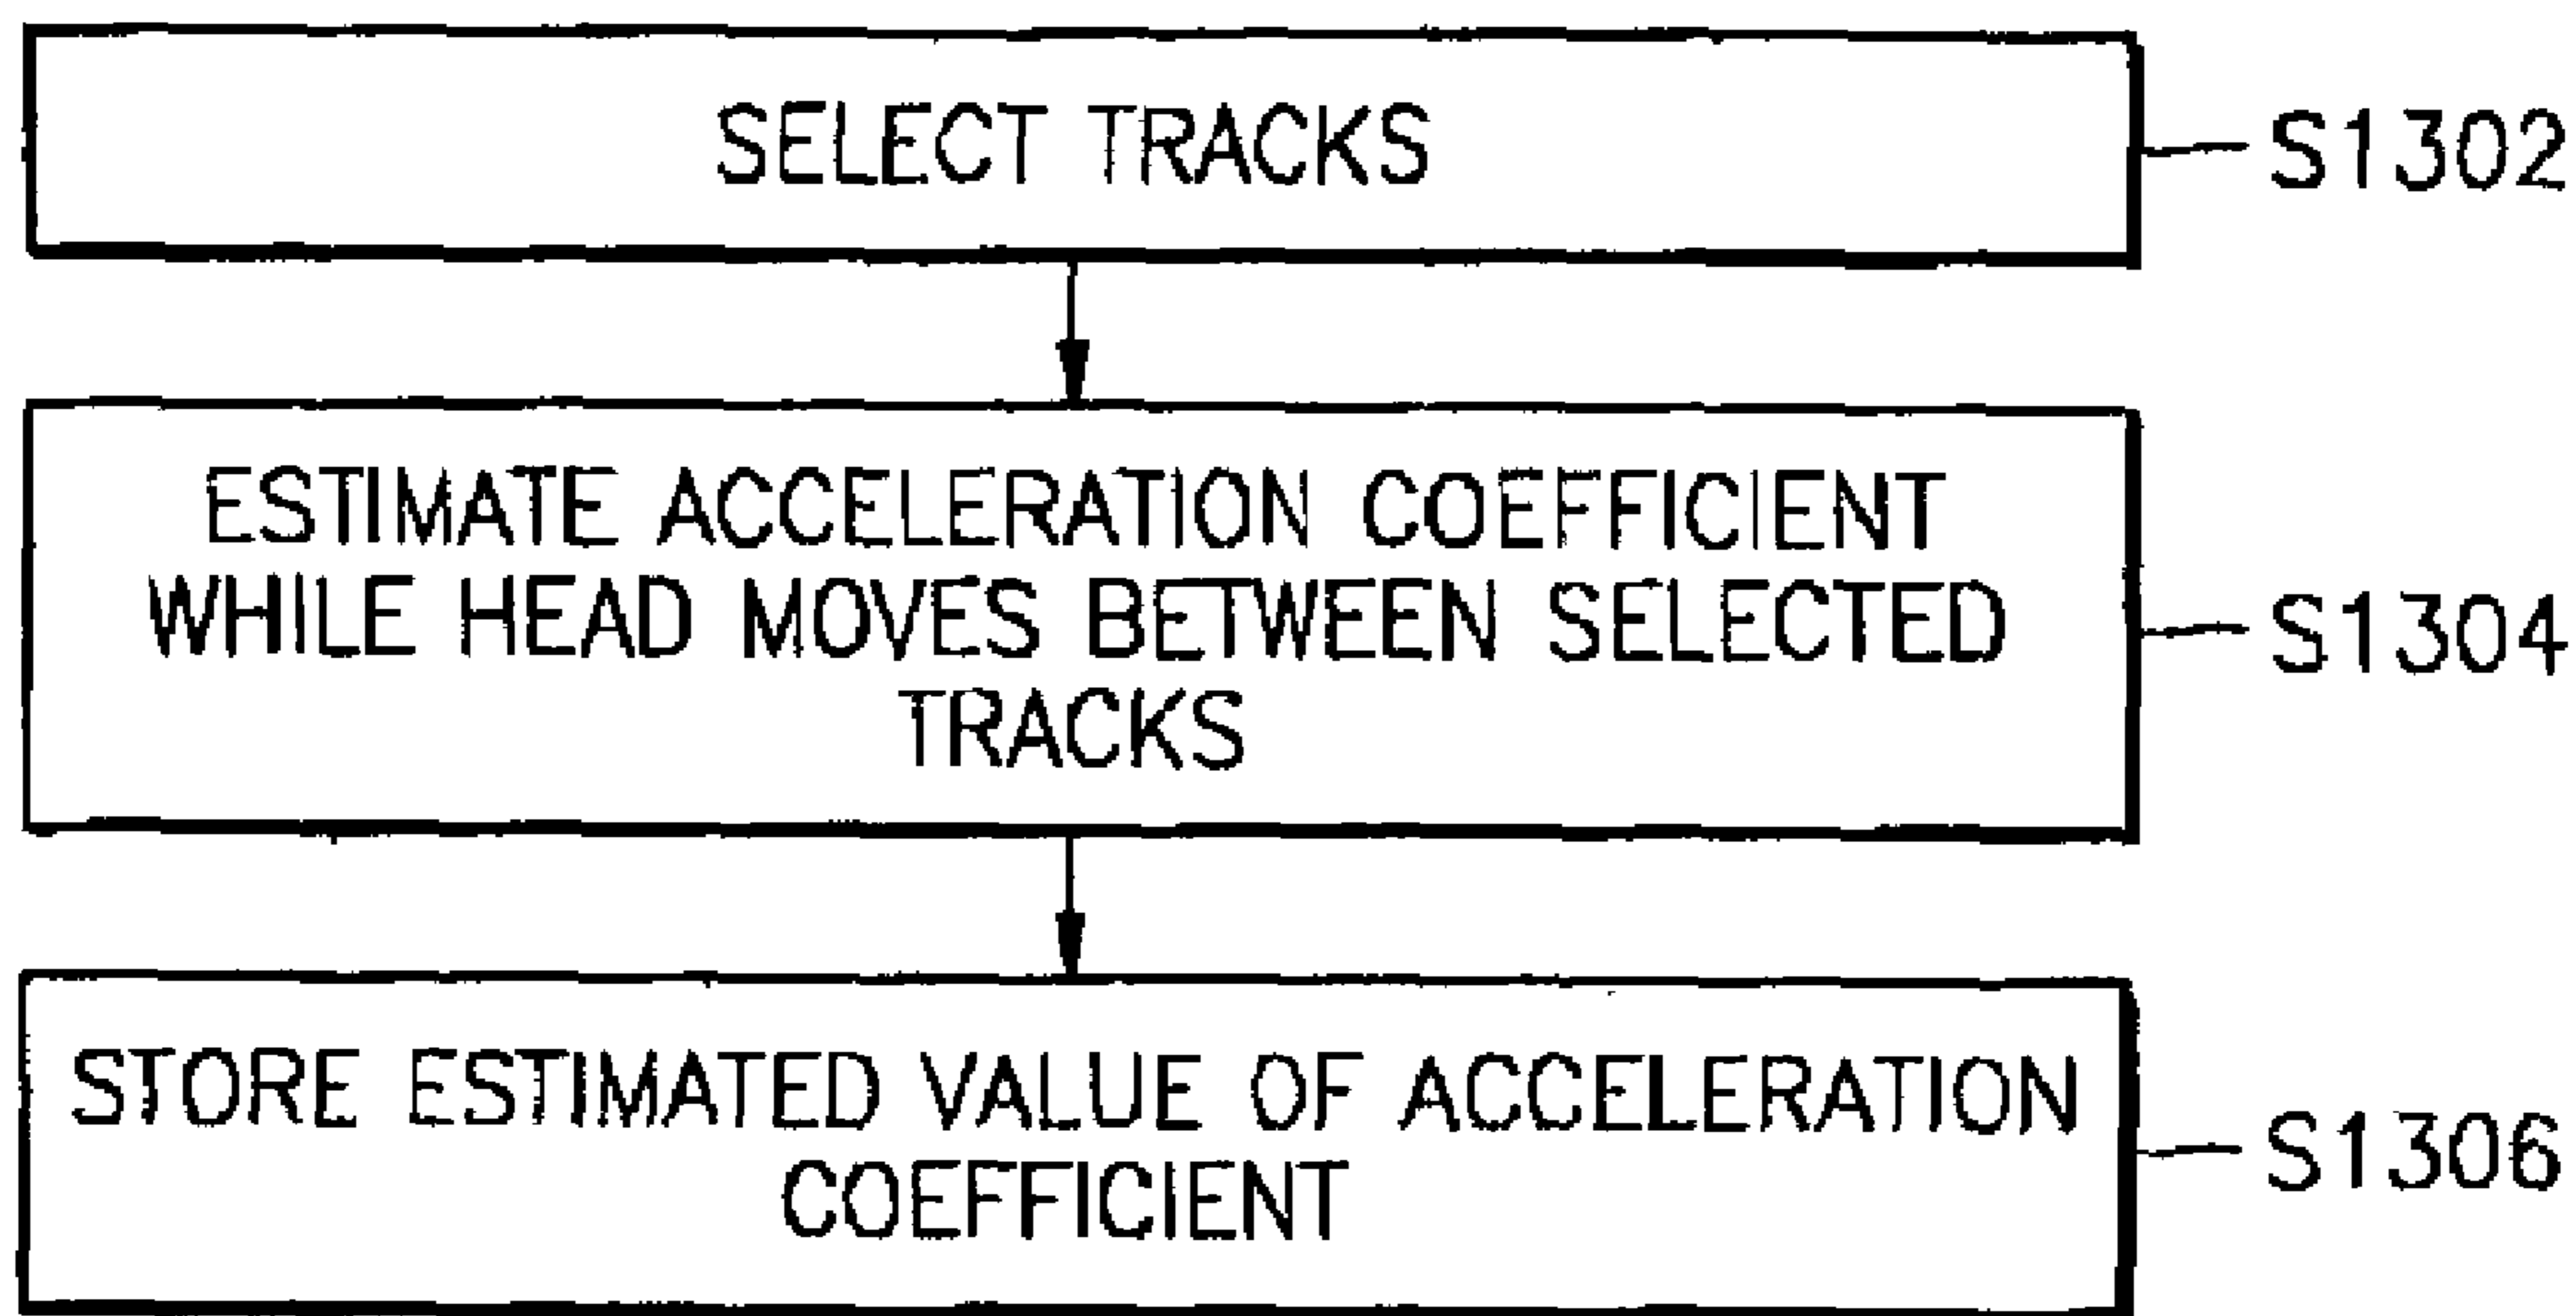 SELECT TRACKS
S1302
ESTIMATE ACCELERATION COEFFICIENT
WHILE HEAD MOVES BETWEEN SELECTED
TRACKS
S1304
STORE ESTIMATED VALUE OF ACCELERATION
COEFFICIENT
S1306